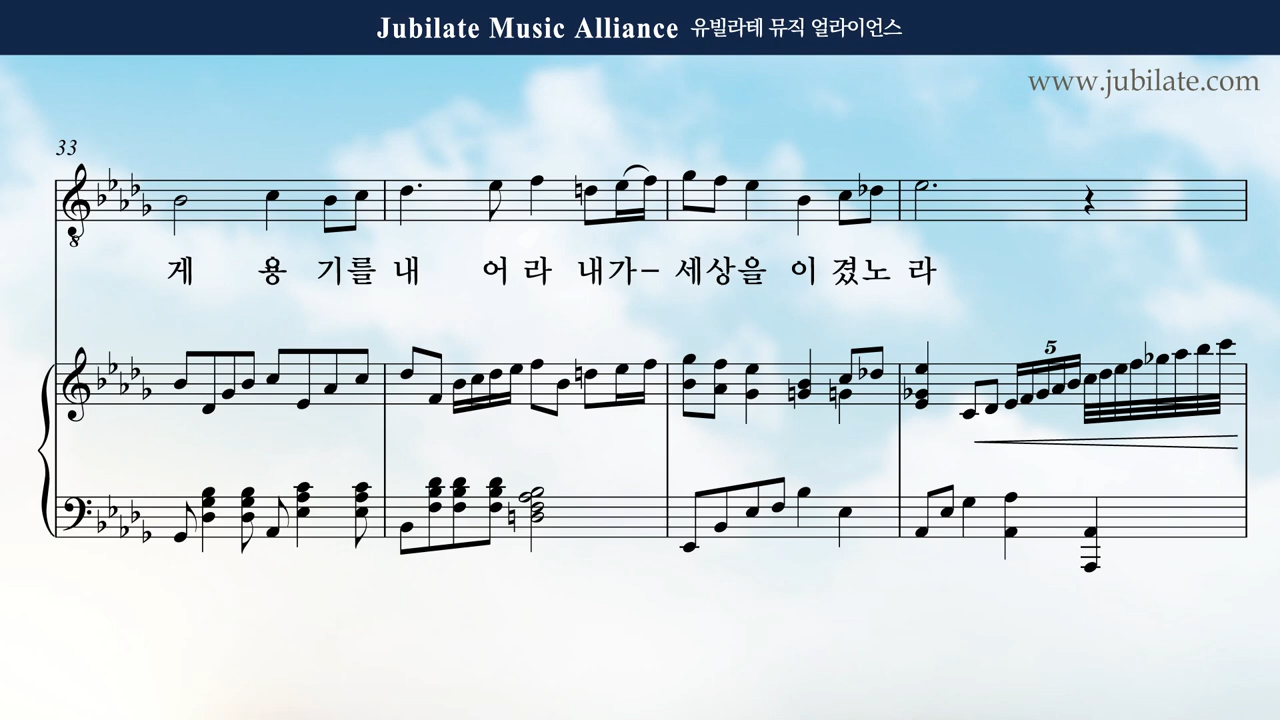 Jubilate Music Alliance 유빌라테 뮤직 얼라이언스
www.jubilate.com
33
게 용 기를 내 어 라 내가- 세상을 이 겼노 라
5